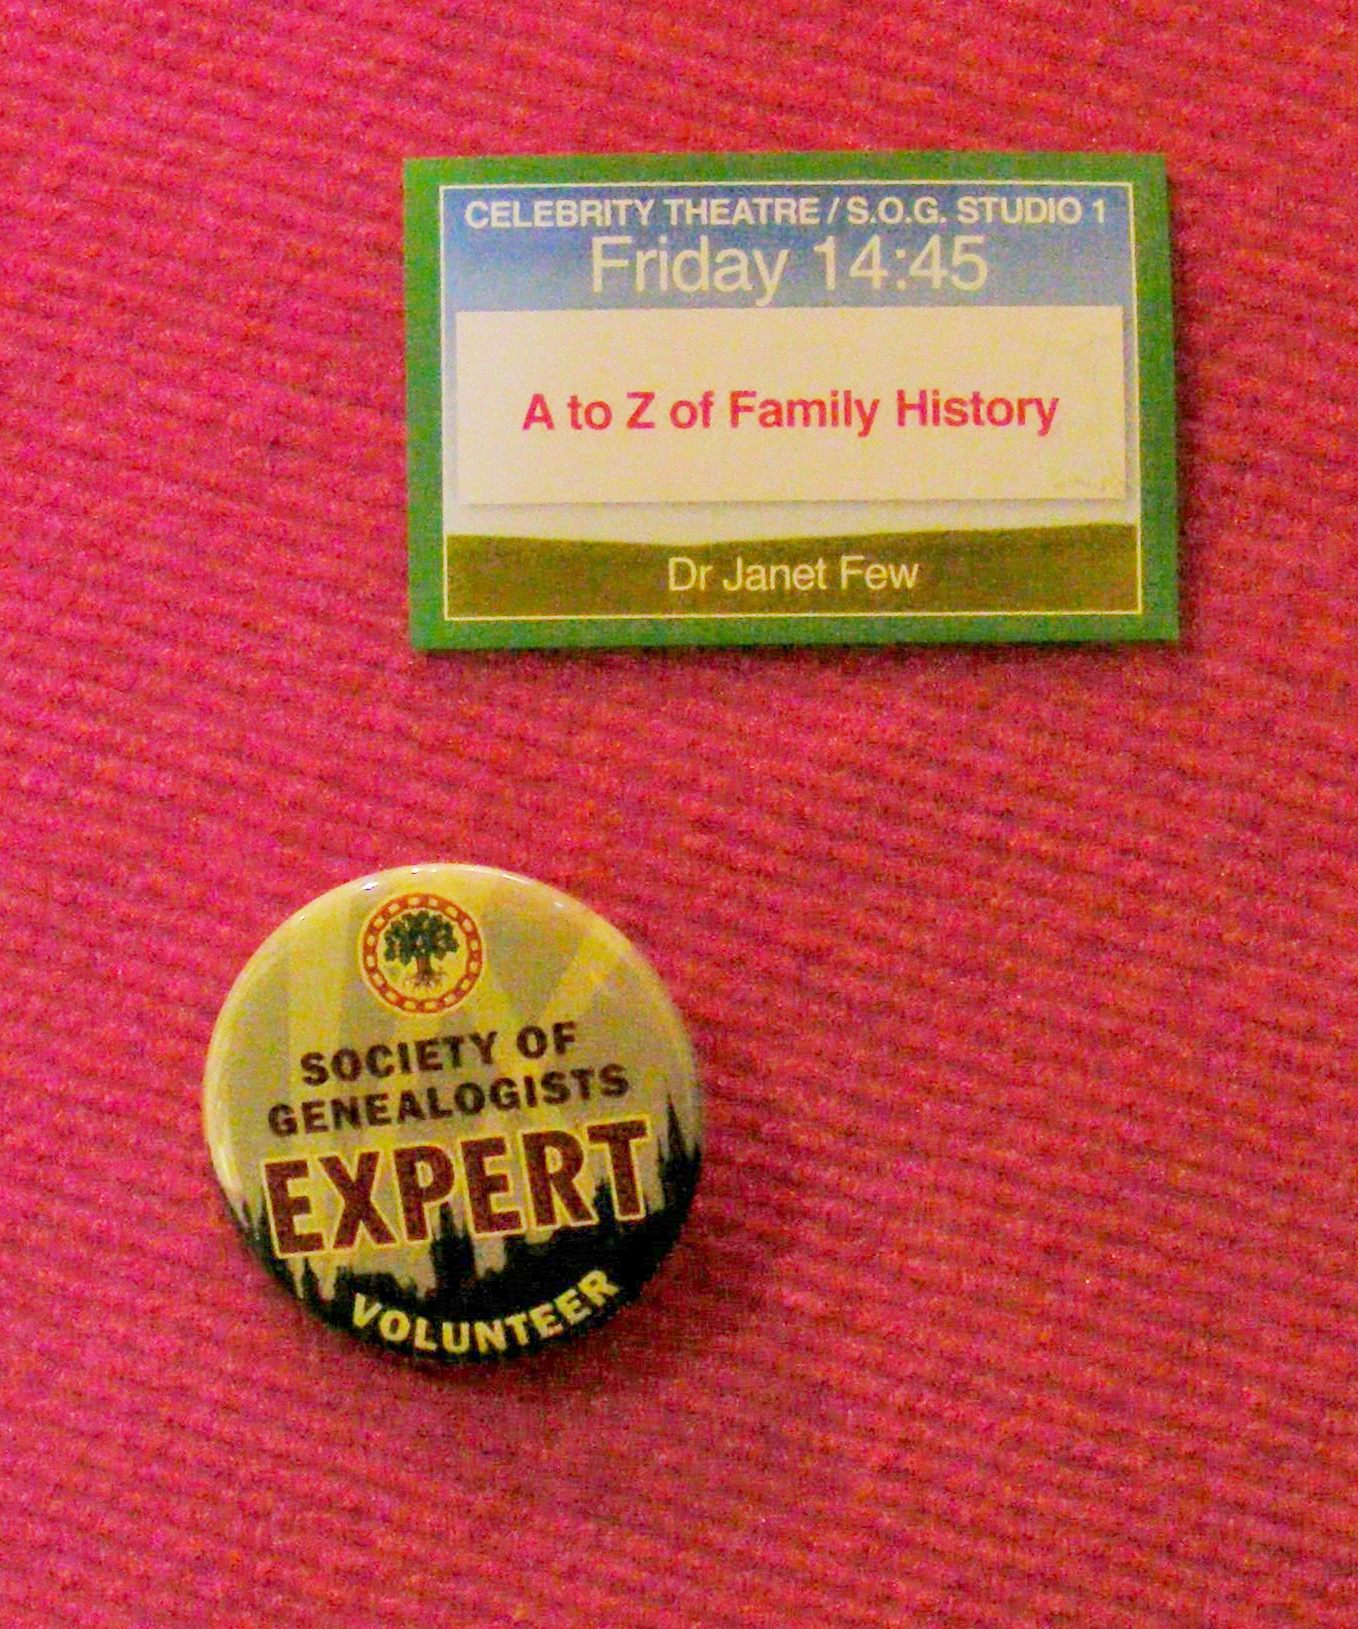 CELEBRITY THEATRE / S.O.G. STUDIO 1
Friday 14:45
A to Z of Family History
Dr Janet Few
SOCIETY OF
GENEALOGISTS
EXPERT
VOLUNTEER